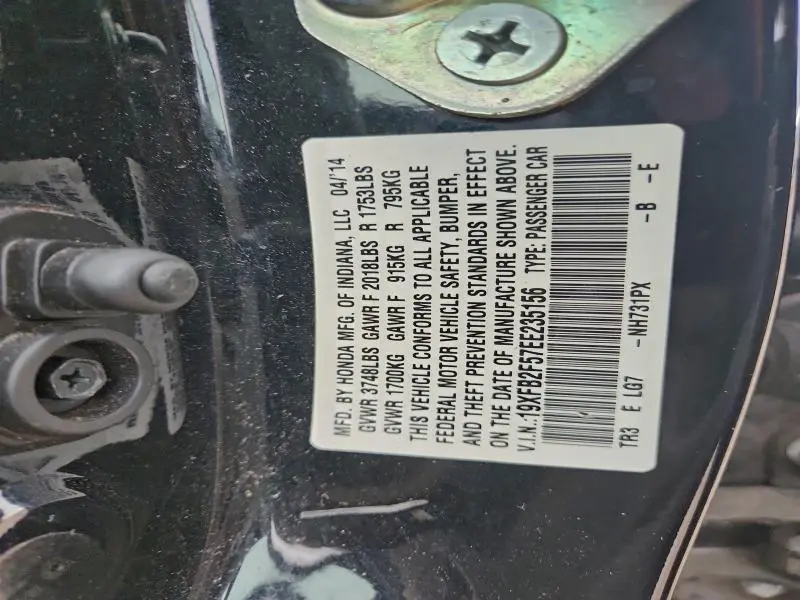 MFD. BY HONDA MFG. OF INDIANA, LLC 04/14
GVWR 3748LBS GAWR F 2018LBS R 1753LBS
GVWR 1700KG GAWR F 915KG R 795KG
THIS VEHICLE CONFORMS TO ALL APPLICABLE
FEDERAL MOTOR VEHICLE SAFETY, BUMPER,
AND THEFT PREVENTION STANDARDS IN EFFECT
ON THE DATE OF MANUFACTURE SHOWN ABOVE.
V.I.N.:19XFB2F57EE235156 TYPE: PASSENGER CAR
TR3 E LG7 -NH731PX -B -E